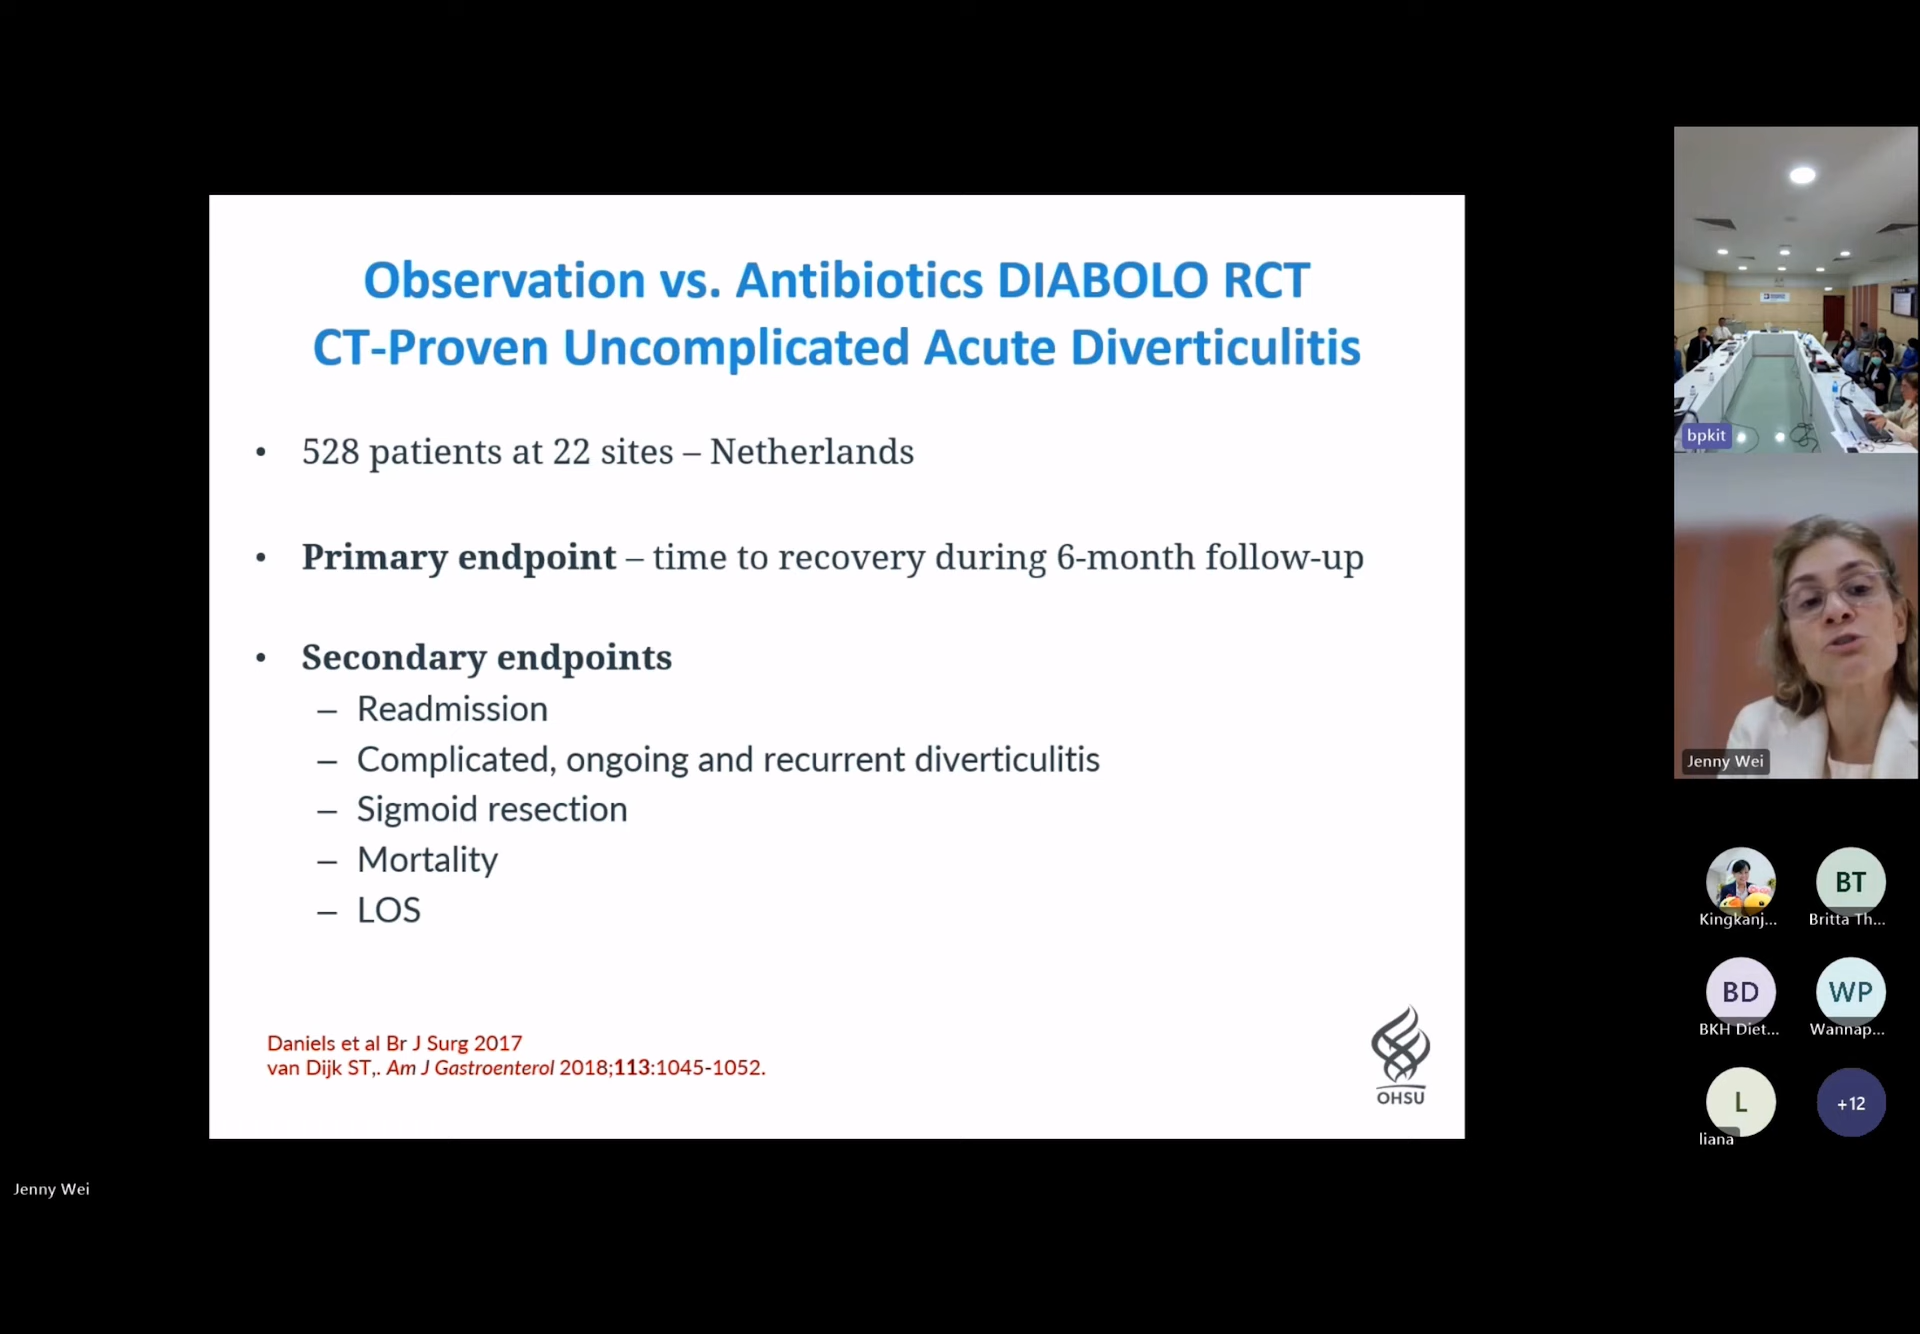 Observation vs. Antibiotics DIABOLO RCT
CT-Proven Uncomplicated Acute Diverticulitis
• 528 patients at 22 sites – Netherlands
• Primary endpoint – time to recovery during 6-month follow-up
• Secondary endpoints
– Readmission
– Complicated, ongoing and recurrent diverticulitis
– Sigmoid resection
– Mortality
– LOS
Daniels et al Br J Surg 2017
van Dijk ST,. Am J Gastroenterol 2018;113:1045-1052.
OHSU
Jenny Wei
bpkit
Jenny Wei
Kingkanj...
BT
Britta Th...
BD
BKH Diet...
WP
Wannap...
L
liana
+12